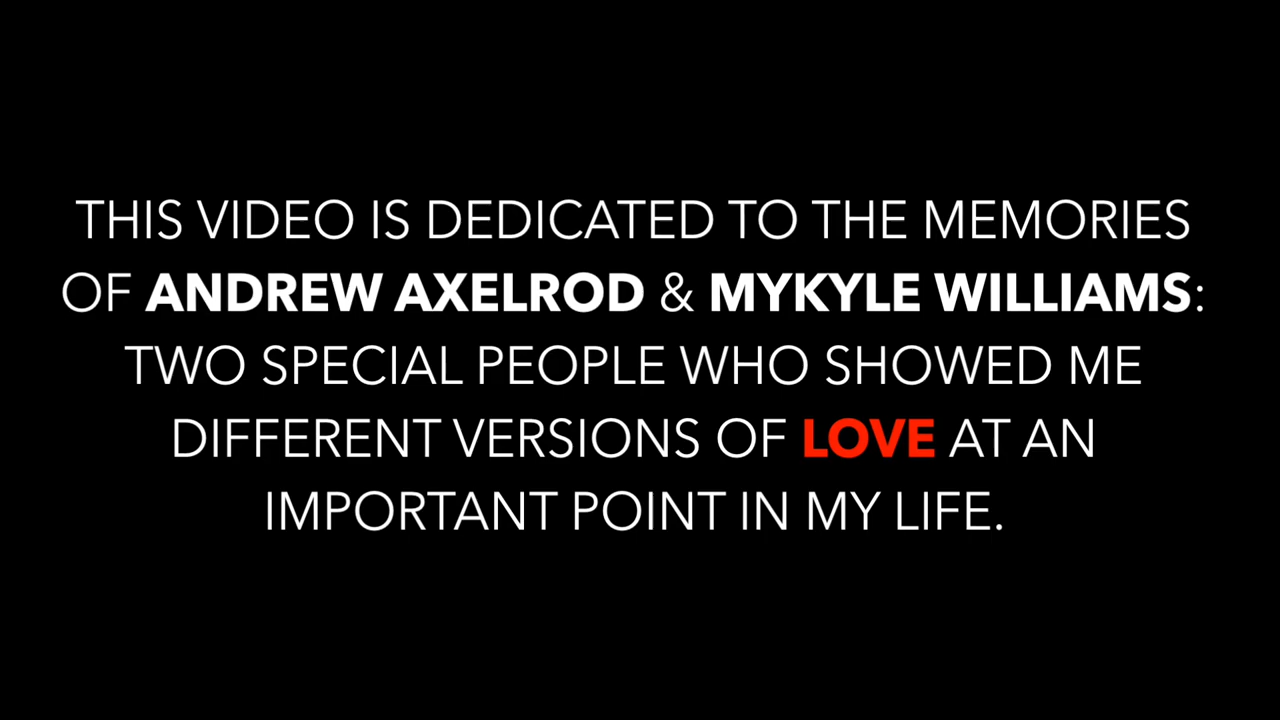 THIS VIDEO IS DEDICATED TO THE MEMORIES
OF ANDREW AXELROD & MYKYLE WILLIAMS:
TWO SPECIAL PEOPLE WHO SHOWED ME
DIFFERENT VERSIONS OF LOVE AT AN
IMPORTANT POINT IN MY LIFE.